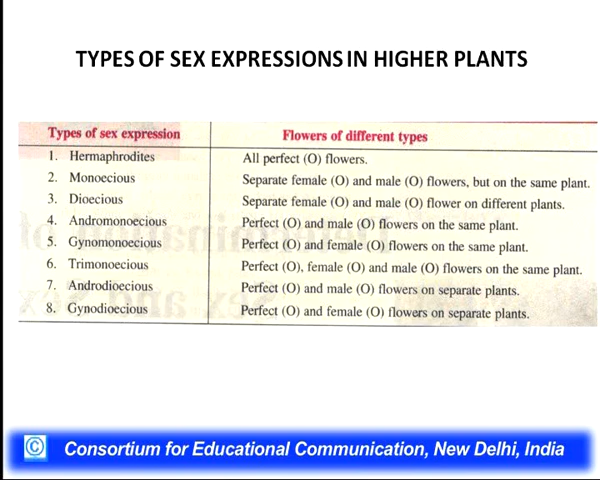 TYPES OF SEX EXPRESSIONS IN HIGHER PLANTS
Types of sex expression Flowers of different types
1. Hermaphrodites All perfect (O) flowers.
2. Monoecious Separate female (O) and male (O) flowers, but on the same plant.
3. Dioecious Separate female (O) and male (O) flower on different plants.
4. Andromonoecious Perfect (O) and male (O) flowers on the same plant.
5. Gynomonoecious Perfect (O) and female (O) flowers on the same plant.
6. Trimonoecious Perfect (O), female (O) and male (O) flowers on the same plant.
7. Androdioecious Perfect (O) and male (O) flowers on separate plants.
8. Gynodioecious Perfect (O) and female (O) flowers on separate plants.
© Consortium for Educational Communication, New Delhi, India